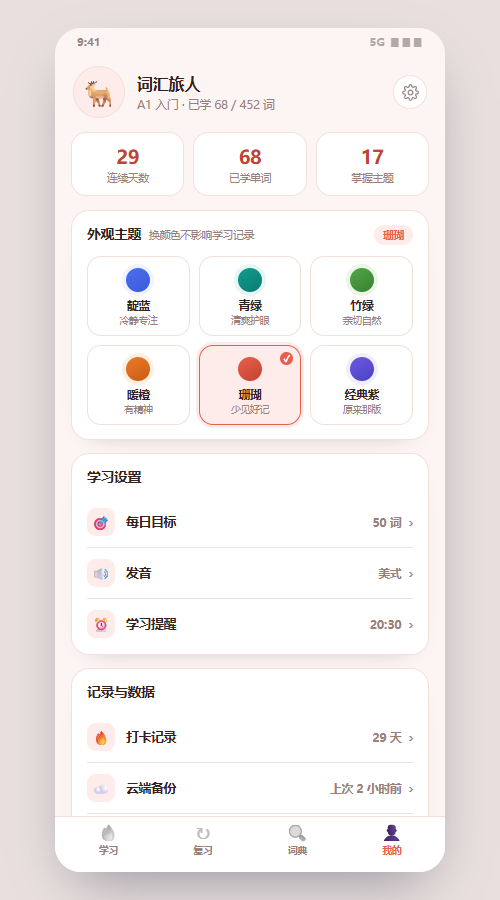 9:41
5G
词汇旅人
A1 入门 · 已学 68 / 452 词
29
连续天数
68
已学单词
17
掌握主题
外观主题 换颜色不影响学习记录
珊瑚
靛蓝
冷静专注
青绿
清爽护眼
竹绿
亲切自然
暖橙
有精神
珊瑚
少见好记
经典紫
原来那版
学习设置
每日目标
50 词 ›
发音
美式 ›
学习提醒
20:30 ›
记录与数据
打卡记录
29 天 ›
云端备份
上次 2 小时前 ›
学习
复习
词典
我的